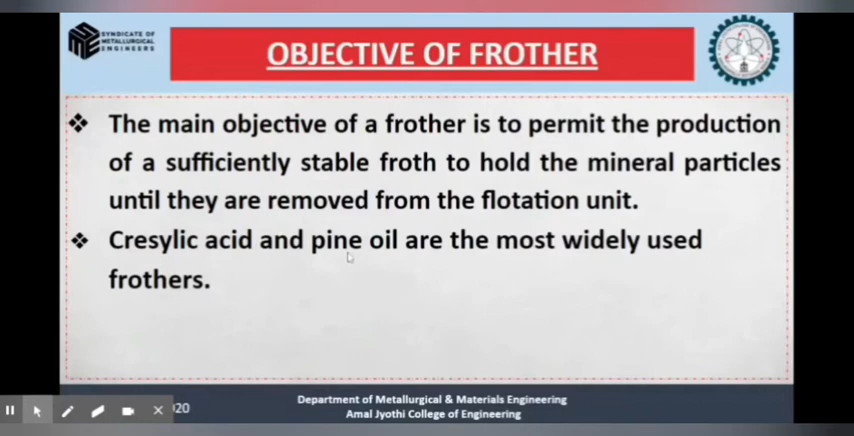 SYNDICATE OF
METALLURGICAL
ENGINEERS
OBJECTIVE OF FROTHER
❖ The main objective of a frother is to permit the production
of a sufficiently stable froth to hold the mineral particles
until they are removed from the flotation unit.
❖ Cresylic acid and pine oil are the most widely used
frothers.
020
Department of Metallurgical & Materials Engineering
Amal Jyothi College of Engineering